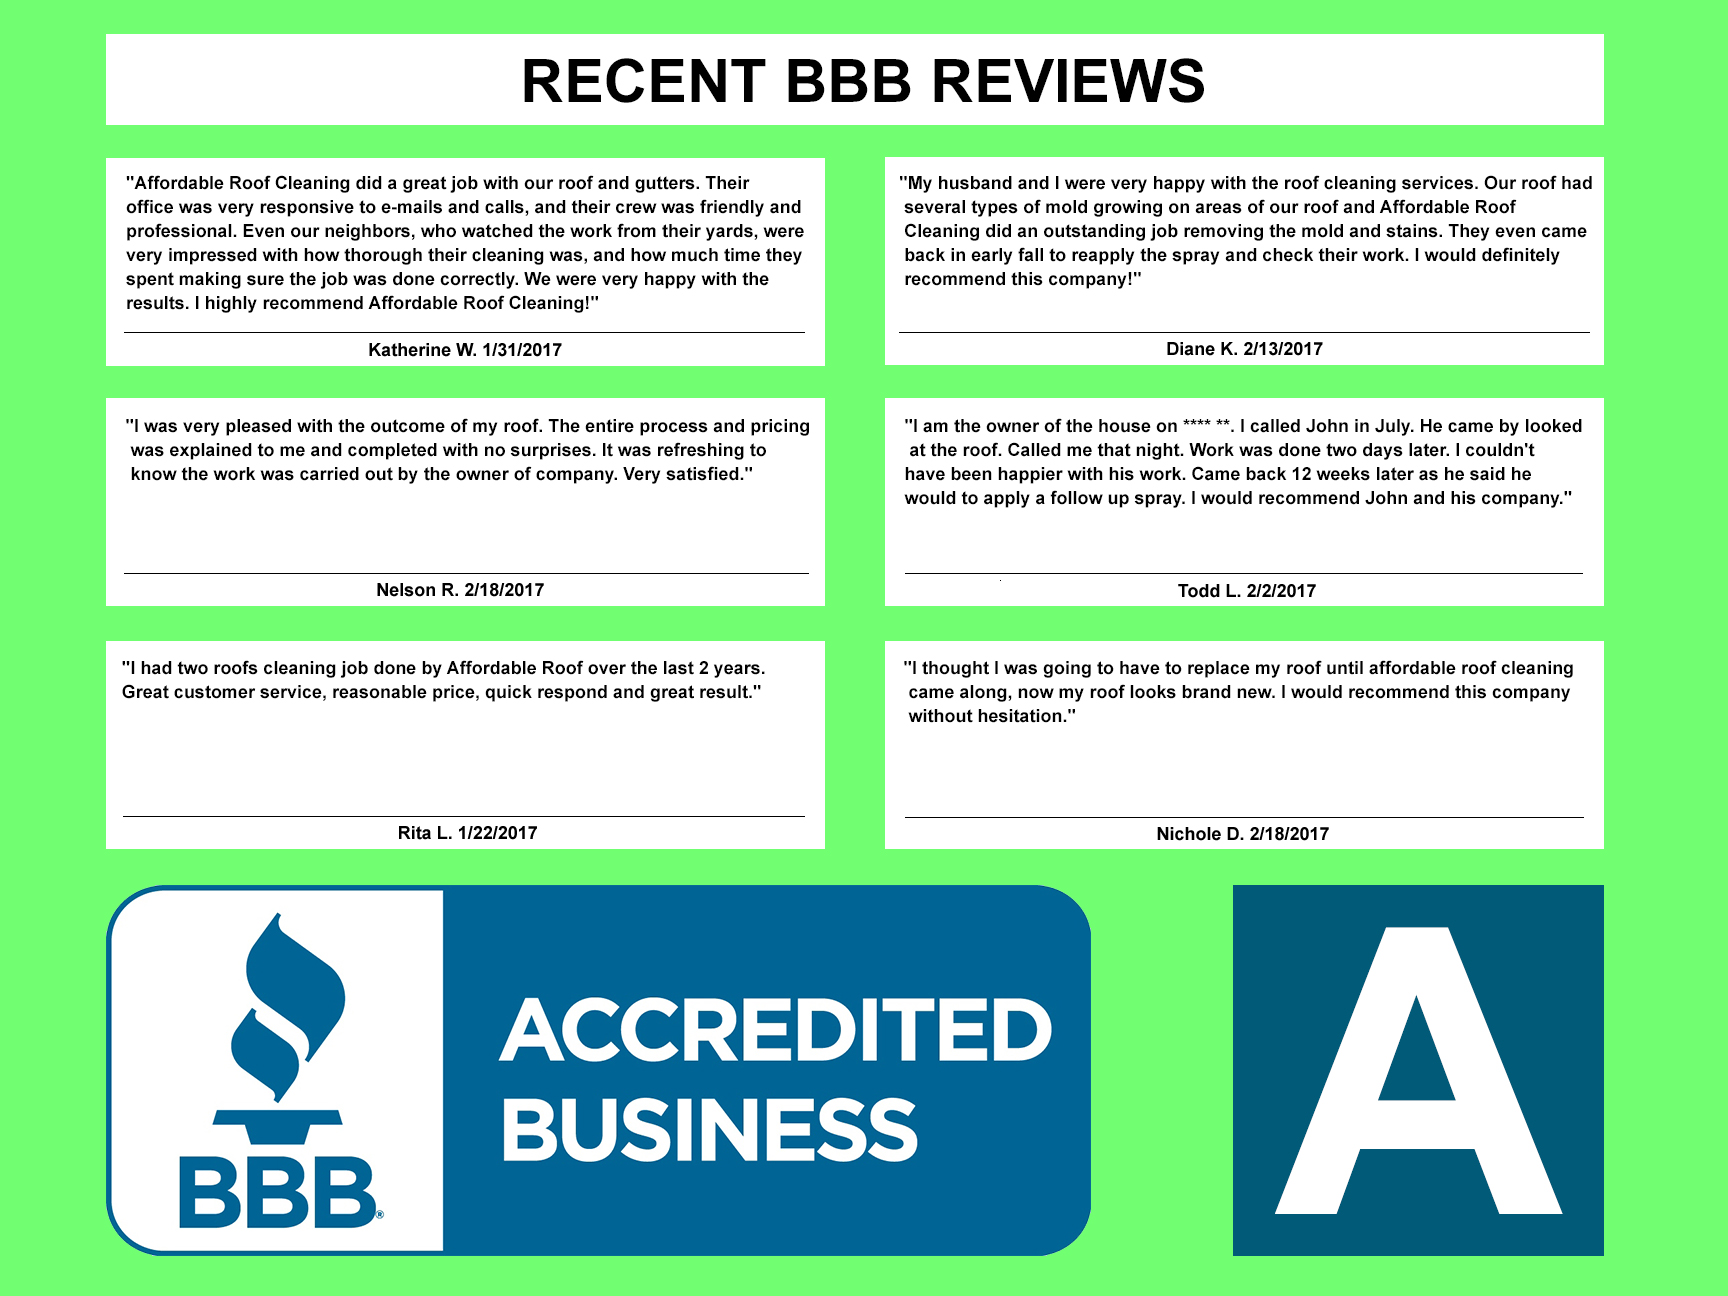 RECENT BBB REVIEWS
"Affordable Roof Cleaning did a great job with our roof and gutters. Their
office was very responsive to e-mails and calls, and their crew was friendly and
professional. Even our neighbors, who watched the work from their yards, were
very impressed with how thorough their cleaning was, and how much time they
spent making sure the job was done correctly. We were very happy with the
results. I highly recommend Affordable Roof Cleaning!"
Katherine W. 1/31/2017
"My husband and I were very happy with the roof cleaning services. Our roof had
several types of mold growing on areas of our roof and Affordable Roof
Cleaning did an outstanding job removing the mold and stains. They even came
back in early fall to reapply the spray and check their work. I would definitely
recommend this company!"
Diane K. 2/13/2017
"I was very pleased with the outcome of my roof. The entire process and pricing
was explained to me and completed with no surprises. It was refreshing to
know the work was carried out by the owner of company. Very satisfied."
Nelson R. 2/18/2017
"I am the owner of the house on **** **. I called John in July. He came by looked
at the roof. Called me that night. Work was done two days later. I couldn't
have been happier with his work. Came back 12 weeks later as he said he
would to apply a follow up spray. I would recommend John and his company."
Todd L. 2/2/2017
"I had two roofs cleaning job done by Affordable Roof over the last 2 years.
Great customer service, reasonable price, quick respond and great result."
Rita L. 1/22/2017
"I thought I was going to have to replace my roof until affordable roof cleaning
came along, now my roof looks brand new. I would recommend this company
without hesitation."
Nichole D. 2/18/2017
BBB®
ACCREDITED
BUSINESS
A